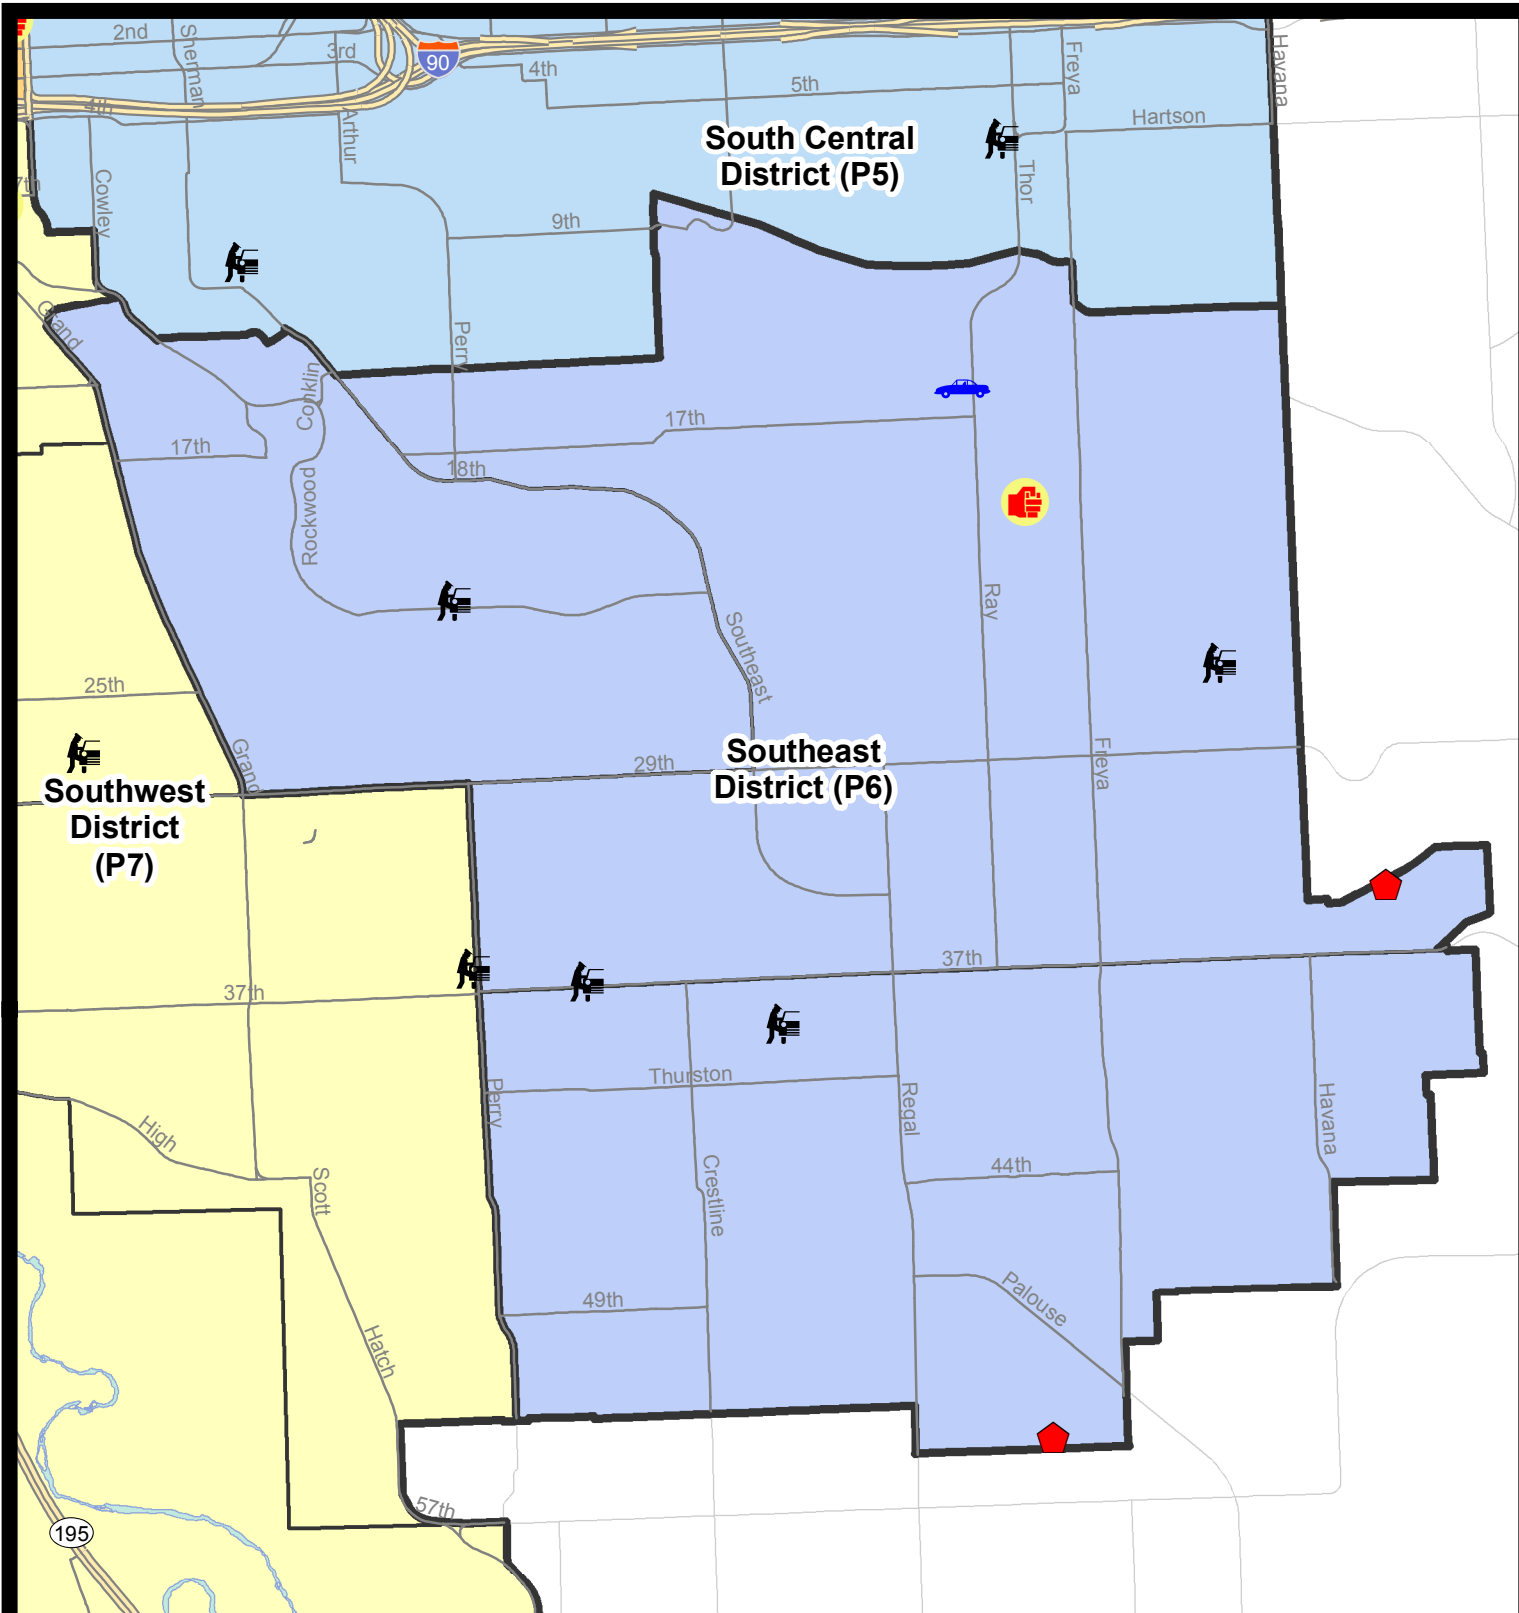 2nd
Sherman
3rd
90
4th
5th
Freya
Havana
4th
Arthur
Hartson
South Central
District (P5)
7th
Cowley
Thor
9th
Grand
Perry
Conklin
17th
17th
18th
Rockwood
Ray
Southeast
25th
Grand
29th
Southeast
District (P6)
Freya
Southwest
District
(P7)
37th
37th
Thurston
Perry
Regal
Havana
High
Scott
Crestline
44th
Palouse
49th
Hatch
57th
195